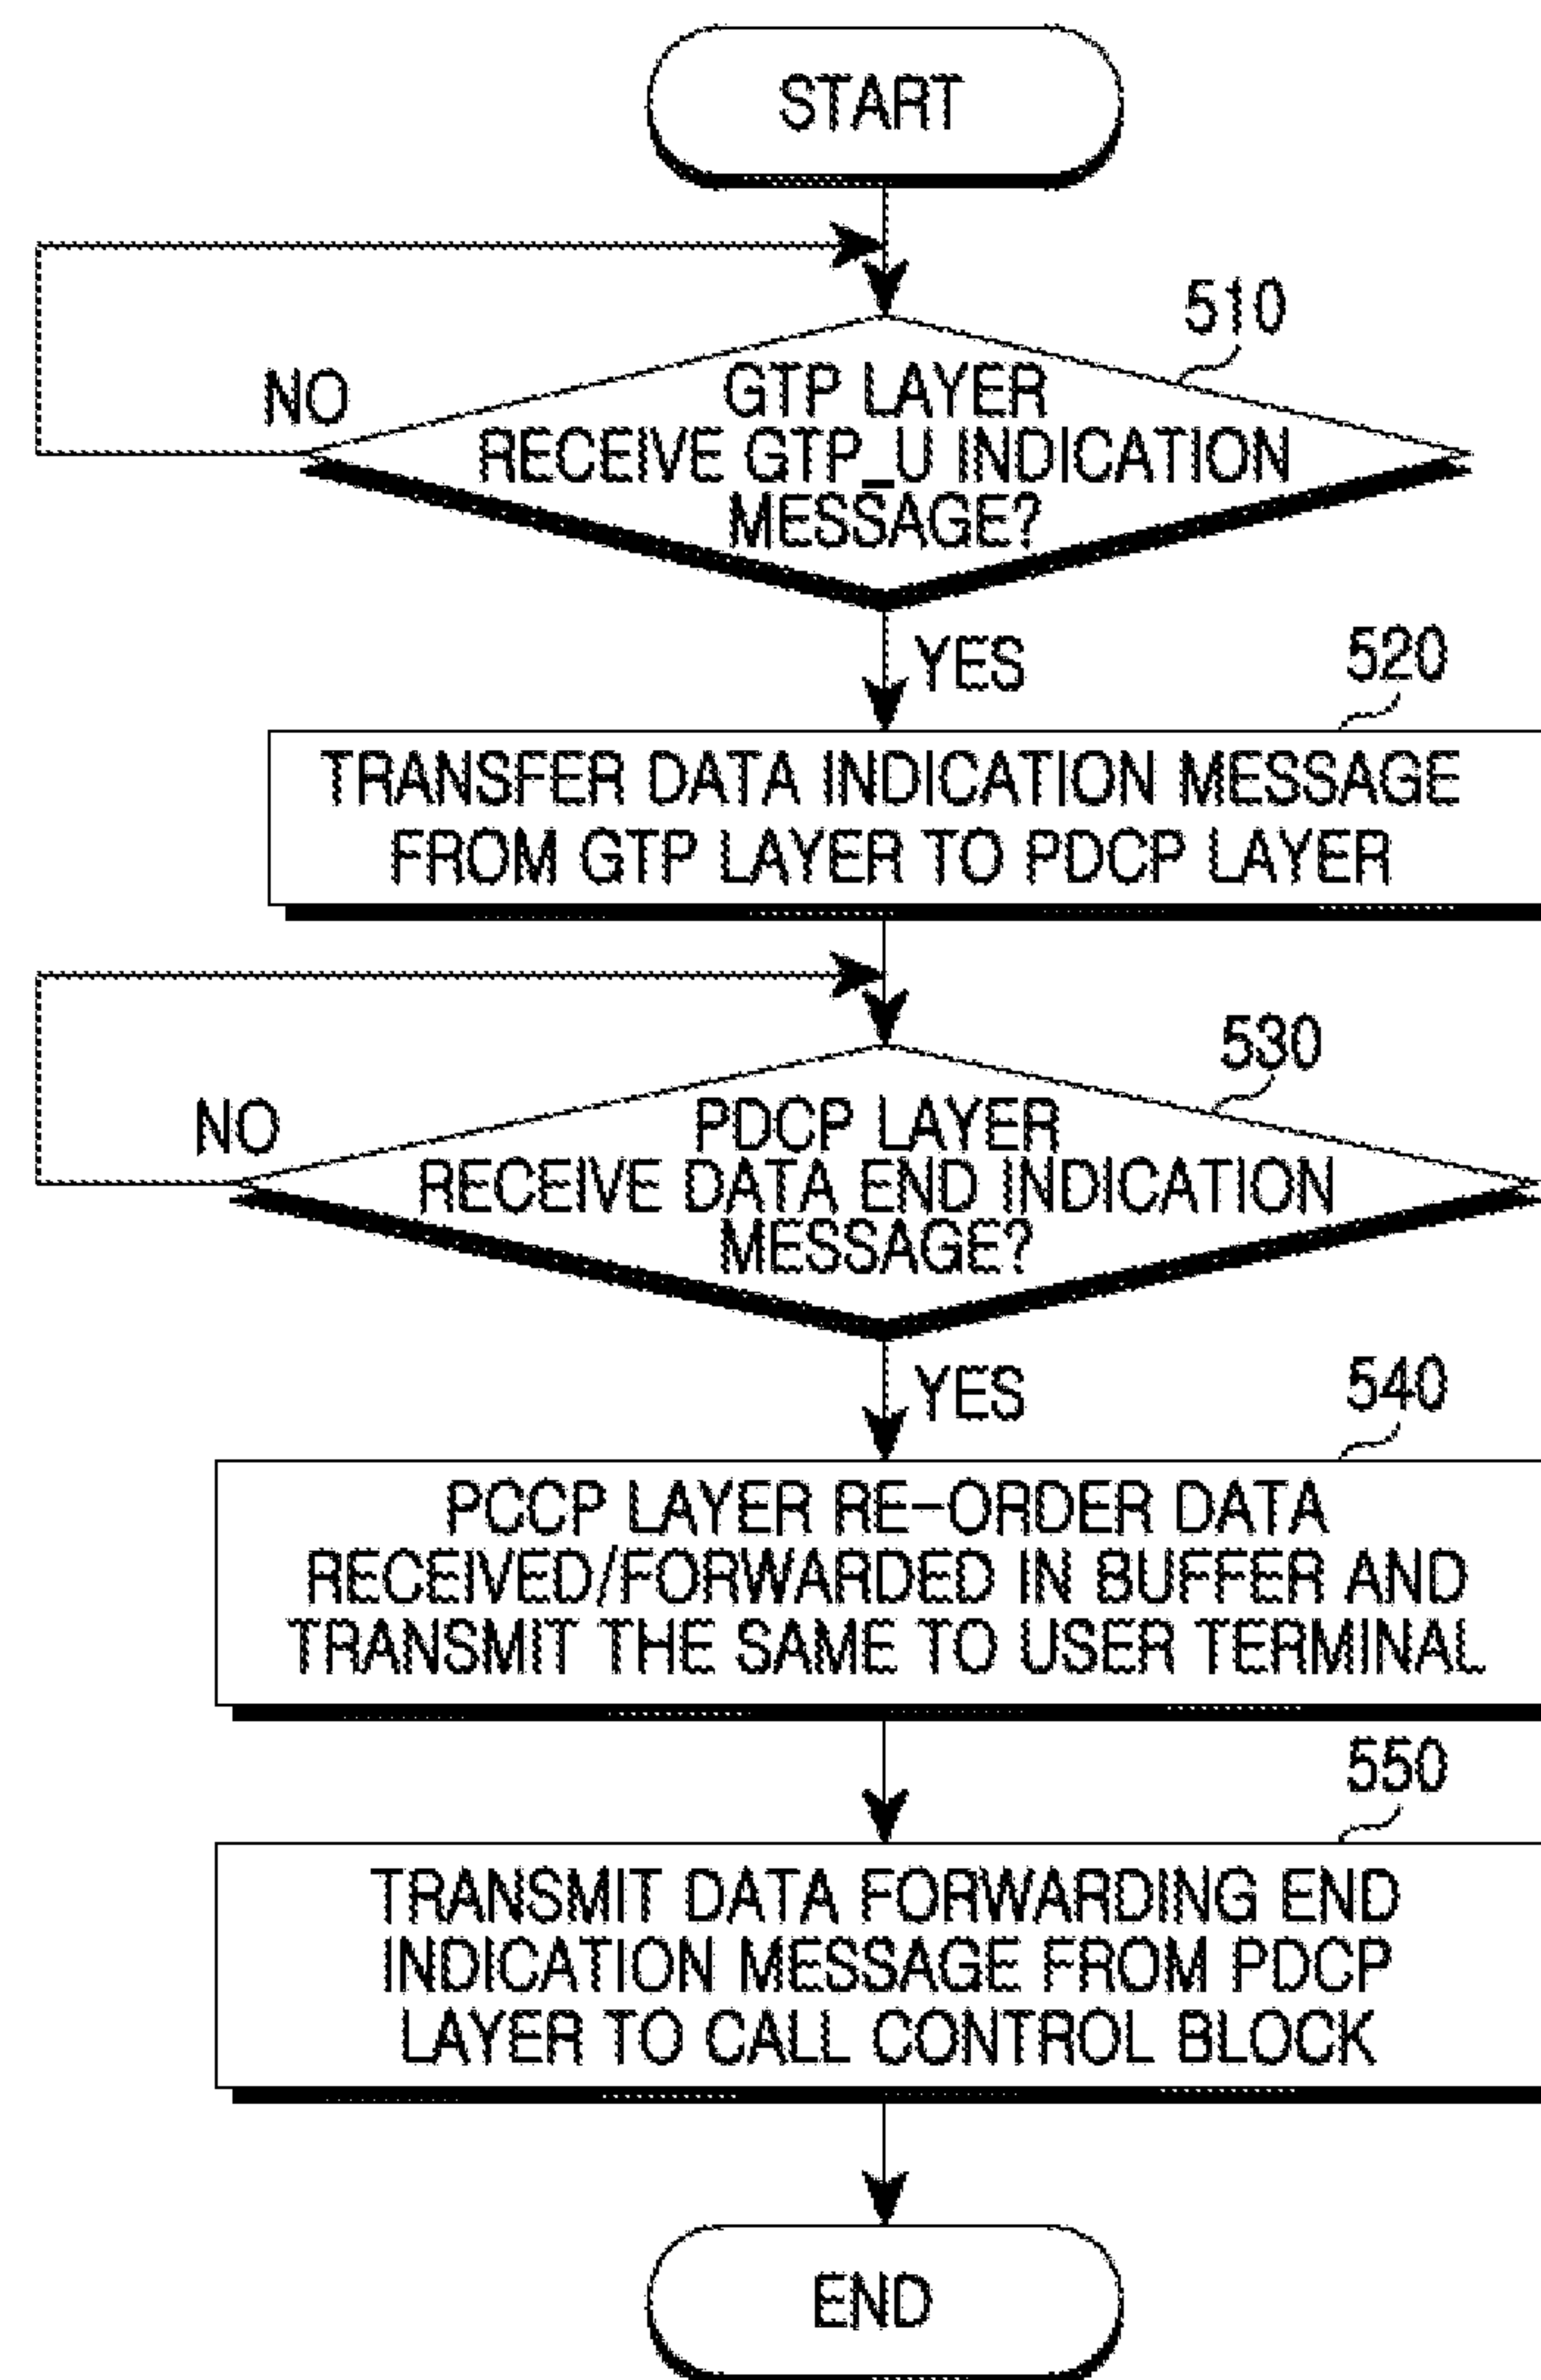 START
510
NO
GTP LAYER
RECEIVE GTP_U INDICATION
MESSAGE?
YES
520
TRANSFER DATA INDICATION MESSAGE
FROM GTP LAYER TO PDCP LAYER
530
NO
PDCP LAYER
RECEIVE DATA END INDICATION
MESSAGE?
YES
540
PCCP LAYER RE-ORDER DATA
RECEIVED/FORWARDED IN BUFFER AND
TRANSMIT THE SAME TO USER TERMINAL
550
TRANSMIT DATA FORWARDING END
INDICATION MESSAGE FROM PDCP
LAYER TO CALL CONTROL BLOCK
END